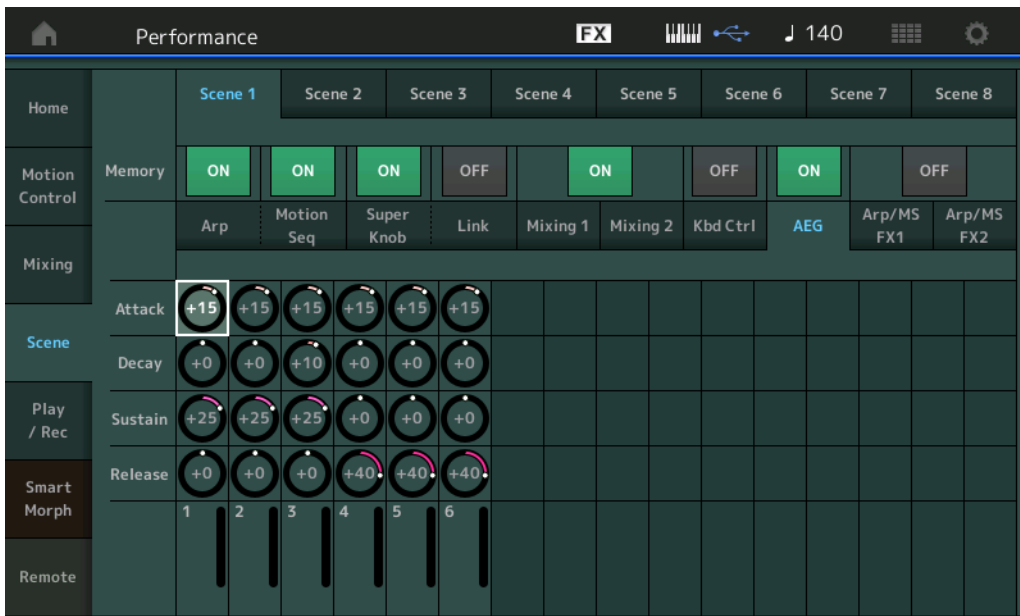 Performance
FX
140
Home
Motion
Control
Mixing
Scene
Play
/ Rec
Smart
Morph
Remote
Scene 1
Scene 2
Scene 3
Scene 4
Scene 5
Scene 6
Scene 7
Scene 8
Memory
ON
ON
ON
OFF
ON
OFF
ON
OFF
Arp
Motion
Seq
Super
Knob
Link
Mixing 1
Mixing 2
Kbd Ctrl
AEG
Arp/MS
FX1
Arp/MS
FX2
Attack
+15
+15
+15
+15
+15
+15
Decay
+0
+0
+10
+0
+0
+0
Sustain
+25
+25
+25
+0
+0
+0
Release
+0
+0
+0
+40
+40
+40
1
2
3
4
5
6